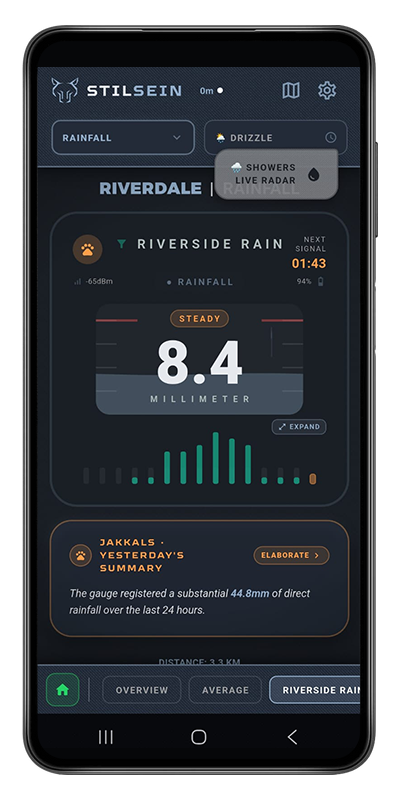 STILSEIN
0m
RAINFALL
DRIZZLE
SHOWERS
LIVE RADAR
RIVERDALE | RAINFALL
RIVERSIDE RAIN
NEXT
SIGNAL
01:43
-65dBm
RAINFALL
94%
STEADY
8.4
MILLIMETER
EXPAND
JAKKALS ·
YESTERDAY'S
SUMMARY
ELABORATE
The gauge registered a substantial 44.8mm of direct
rainfall over the last 24 hours.
DISTANCE: 3.3 KM
OVERVIEW
AVERAGE
RIVERSIDE RAIN